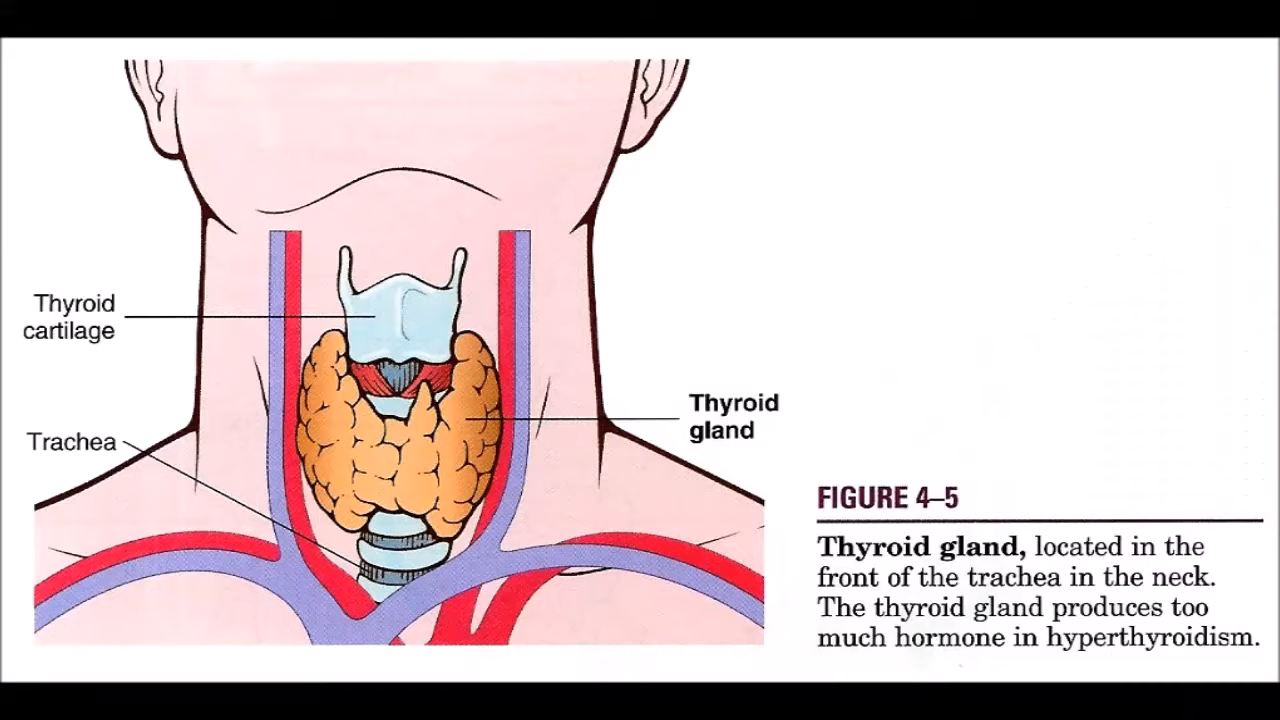 Thyroid
cartilage
Trachea
Thyroid
gland
FIGURE 4–5
Thyroid gland, located in the
front of the trachea in the neck.
The thyroid gland produces too
much hormone in hyperthyroidism.